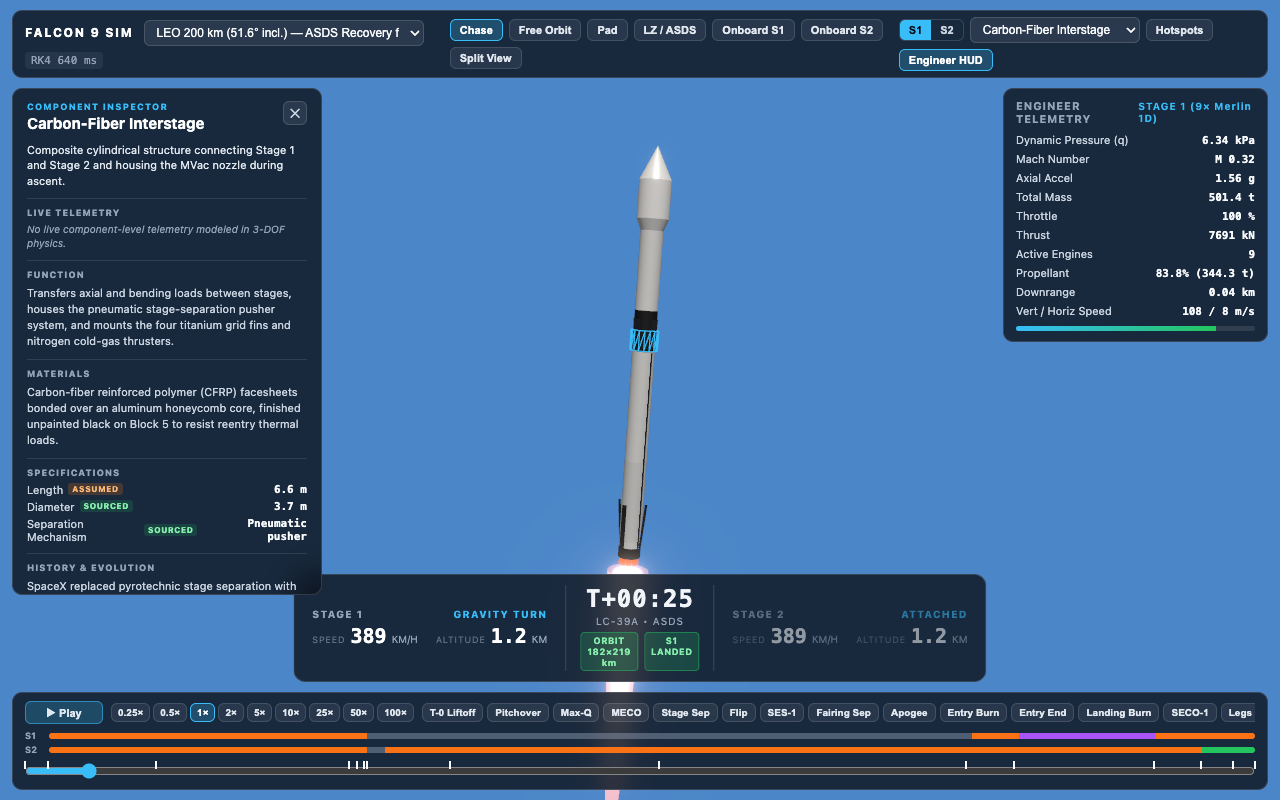 FALCON 9 SIM
LEO 200 km (51.6° incl.) — ASDS Recovery f
RK4 640 ms
Chase
Free Orbit
Pad
LZ / ASDS
Onboard S1
Onboard S2
Split View
S1
S2
Carbon-Fiber Interstage
Hotspots
Engineer HUD
COMPONENT INSPECTOR
Carbon-Fiber Interstage
Composite cylindrical structure connecting Stage 1
and Stage 2 and housing the MVac nozzle during
ascent.
LIVE TELEMETRY
No live component-level telemetry modeled in 3-DOF
physics.
FUNCTION
Transfers axial and bending loads between stages,
houses the pneumatic stage-separation pusher
system, and mounts the four titanium grid fins and
nitrogen cold-gas thrusters.
MATERIALS
Carbon-fiber reinforced polymer (CFRP) facesheets
bonded over an aluminum honeycomb core, finished
unpainted black on Block 5 to resist reentry thermal
loads.
SPECIFICATIONS
Length ASSUMED 6.6 m
Diameter SOURCED 3.7 m
Separation
Mechanism SOURCED Pneumatic
pusher
HISTORY & EVOLUTION
SpaceX replaced pyrotechnic stage separation with
ENGINEER
TELEMETRY
STAGE 1 (9× Merlin
1D)
Dynamic Pressure (q) 6.34 kPa
Mach Number M 0.32
Axial Accel 1.56 g
Total Mass 501.4 t
Throttle 100 %
Thrust 7691 kN
Active Engines 9
Propellant 83.8% (344.3 t)
Downrange 0.04 km
Vert / Horiz Speed 108 / 8 m/s
STAGE 1 GRAVITY TURN
SPEED 389 KM/H ALTITUDE 1.2 KM
T+00:25
LC-39A • ASDS
ORBIT
182×219
km
S1
LANDED
STAGE 2 ATTACHED
SPEED 389 KM/H ALTITUDE 1.2 KM
▶ Play
0.25×
0.5×
1×
2×
5×
10×
25×
50×
100×
T-0 Liftoff
Pitchover
Max-Q
MECO
Stage Sep
Flip
SES-1
Fairing Sep
Apogee
Entry Burn
Entry End
Landing Burn
SECO-1
Legs
S1
S2